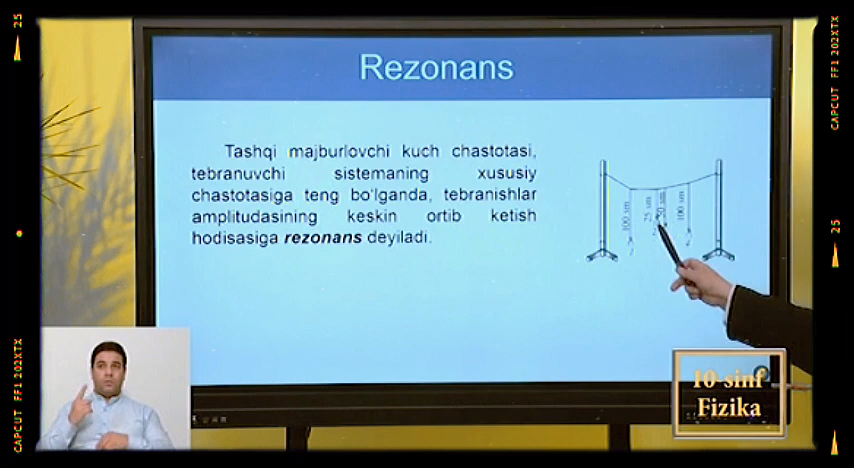 25
CAPCUT FF1 202XTX
CAPCUT FF1 202XTX
25
Rezonans
Tashqi majburlovchi kuch chastotasi,
tebranuvchi sistemaning xususiy
chastotasiga teng bo'lganda, tebranishlar
amplitudasining keskin ortib ketish
hodisasiga rezonans deyiladi.
100 sm
25 sm
50 sm
100 sm
10-sinf
Fizika